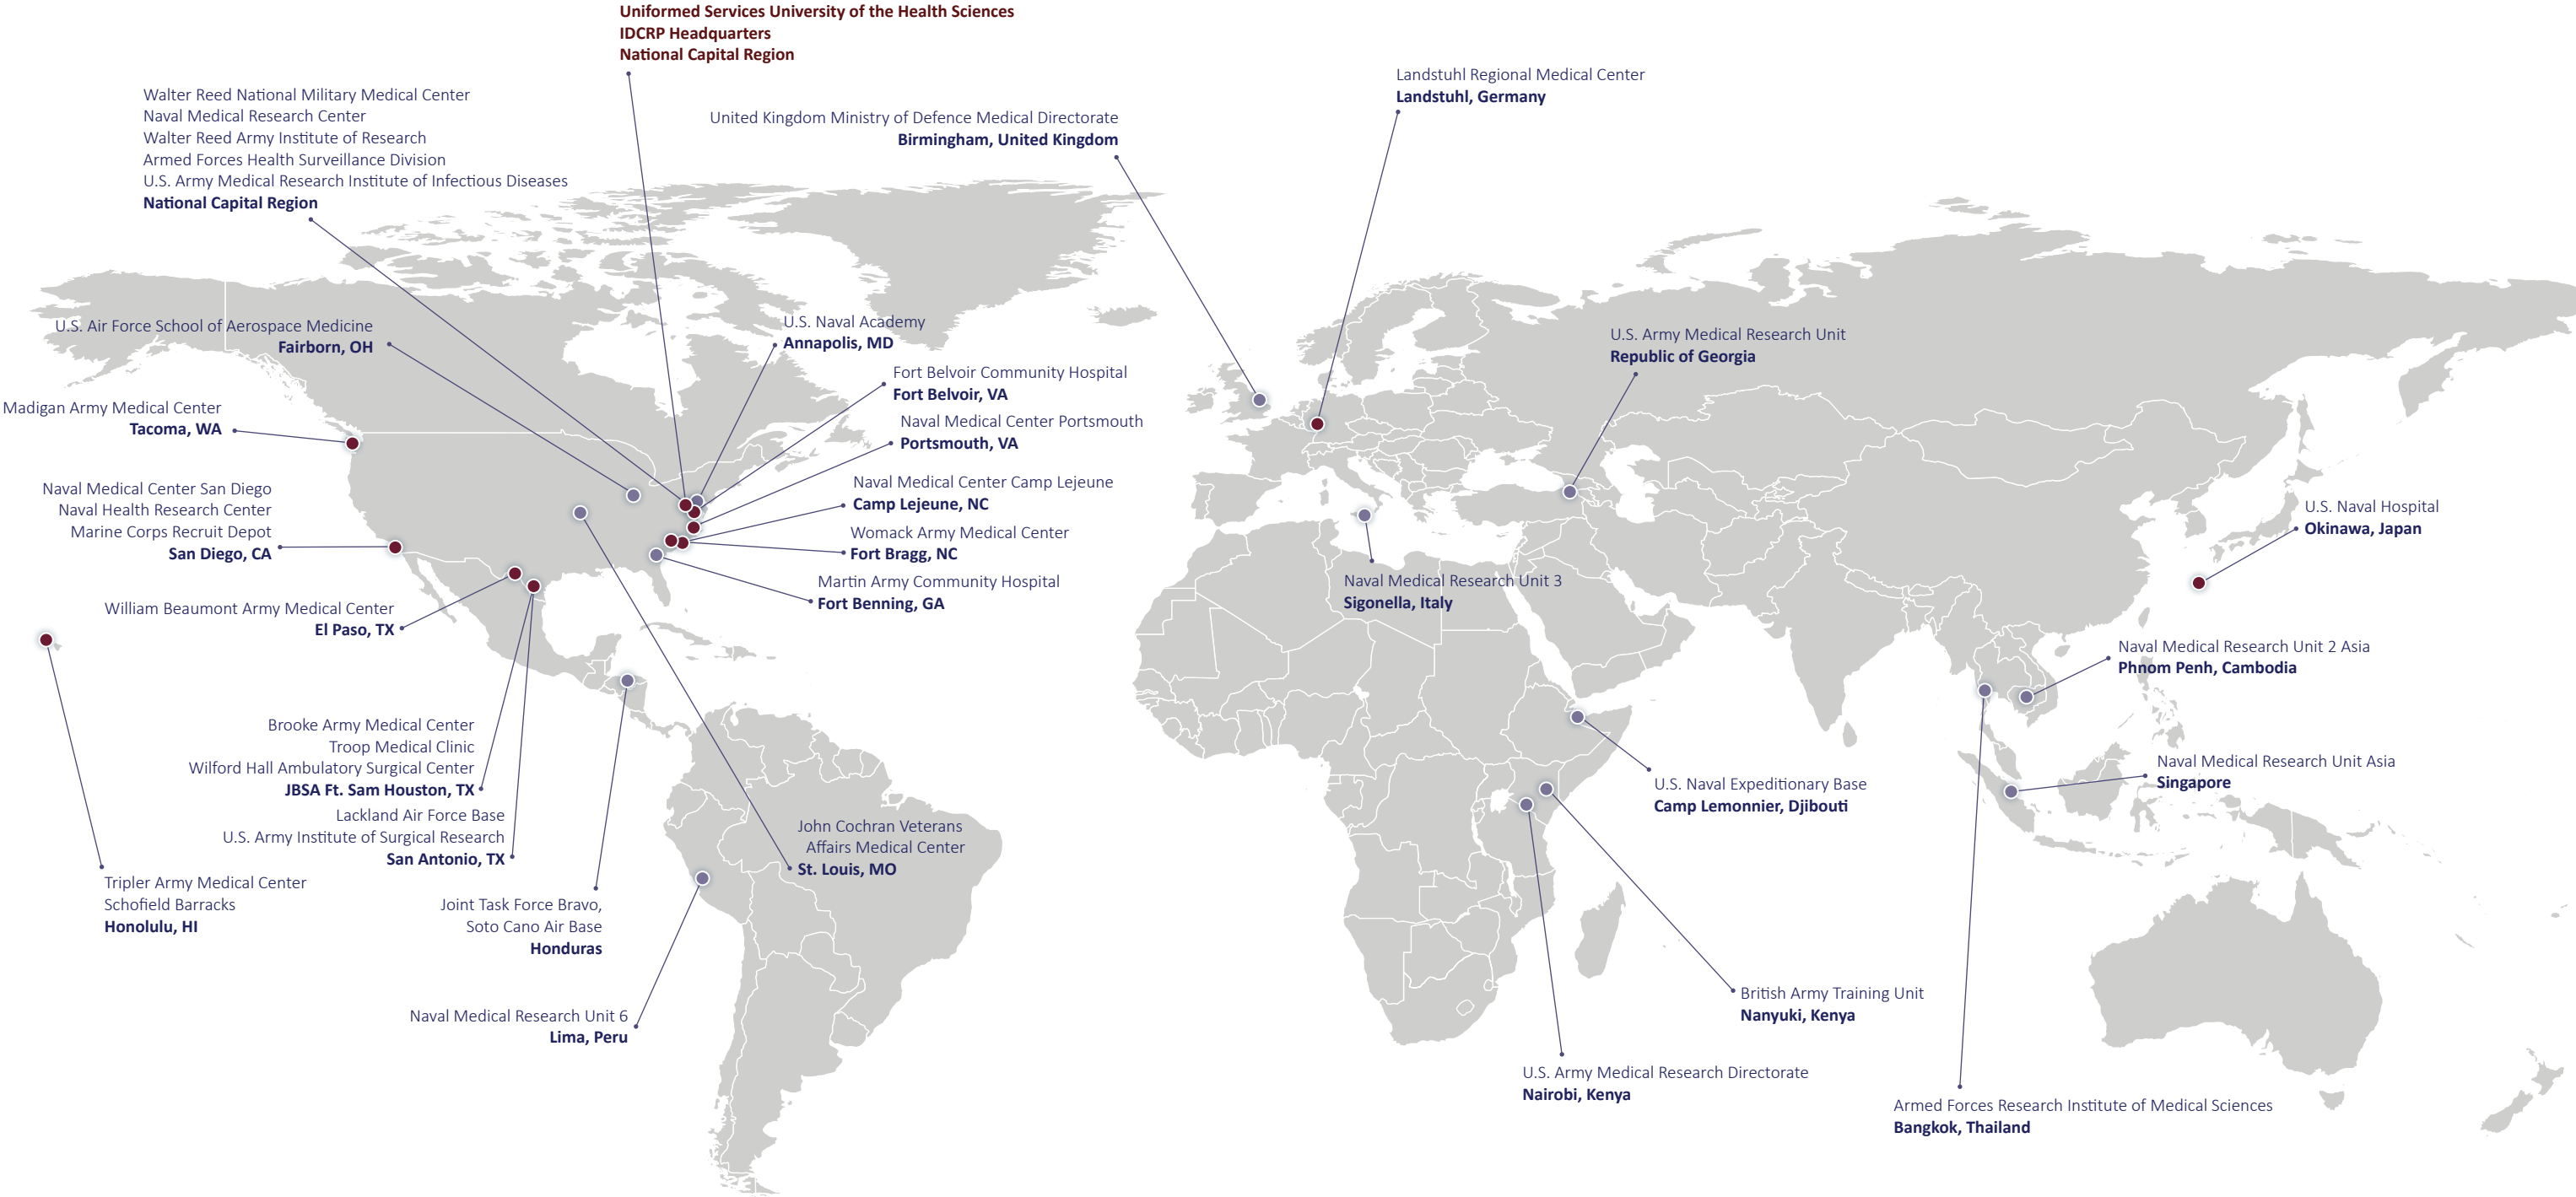 Uniformed Services University of the Health Sciences
IDCRP Headquarters
National Capital Region
Walter Reed National Military Medical Center
Naval Medical Research Center
Walter Reed Army Institute of Research
Armed Forces Health Surveillance Division
U.S. Army Medical Research Institute of Infectious Diseases
National Capital Region
United Kingdom Ministry of Defence Medical Directorate
Birmingham, United Kingdom
Landstuhl Regional Medical Center
Landstuhl, Germany
U.S. Air Force School of Aerospace Medicine
Fairborn, OH
U.S. Naval Academy
Annapolis, MD
Fort Belvoir Community Hospital
Fort Belvoir, VA
U.S. Army Medical Research Unit
Republic of Georgia
Madigan Army Medical Center
Tacoma, WA
Naval Medical Center Portsmouth
Portsmouth, VA
Naval Medical Center San Diego
Naval Health Research Center
Marine Corps Recruit Depot
San Diego, CA
Naval Medical Center Camp Lejeune
Camp Lejeune, NC
Womack Army Medical Center
Fort Bragg, NC
Martin Army Community Hospital
Fort Benning, GA
Naval Medical Research Unit 3
Sigonella, Italy
U.S. Naval Hospital
Okinawa, Japan
William Beaumont Army Medical Center
El Paso, TX
Naval Medical Research Unit 2 Asia
Phnom Penh, Cambodia
Brooke Army Medical Center
Troop Medical Clinic
Wilford Hall Ambulatory Surgical Center
JBSA Ft. Sam Houston, TX
Lackland Air Force Base
U.S. Army Institute of Surgical Research
San Antonio, TX
Naval Medical Research Unit Asia
Singapore
U.S. Naval Expeditionary Base
Camp Lemonnier, Djibouti
John Cochran Veterans
Affairs Medical Center
St. Louis, MO
Tripler Army Medical Center
Schofield Barracks
Honolulu, HI
Joint Task Force Bravo,
Soto Cano Air Base
Honduras
Naval Medical Research Unit 6
Lima, Peru
British Army Training Unit
Nanyuki, Kenya
U.S. Army Medical Research Directorate
Nairobi, Kenya
Armed Forces Research Institute of Medical Sciences
Bangkok, Thailand